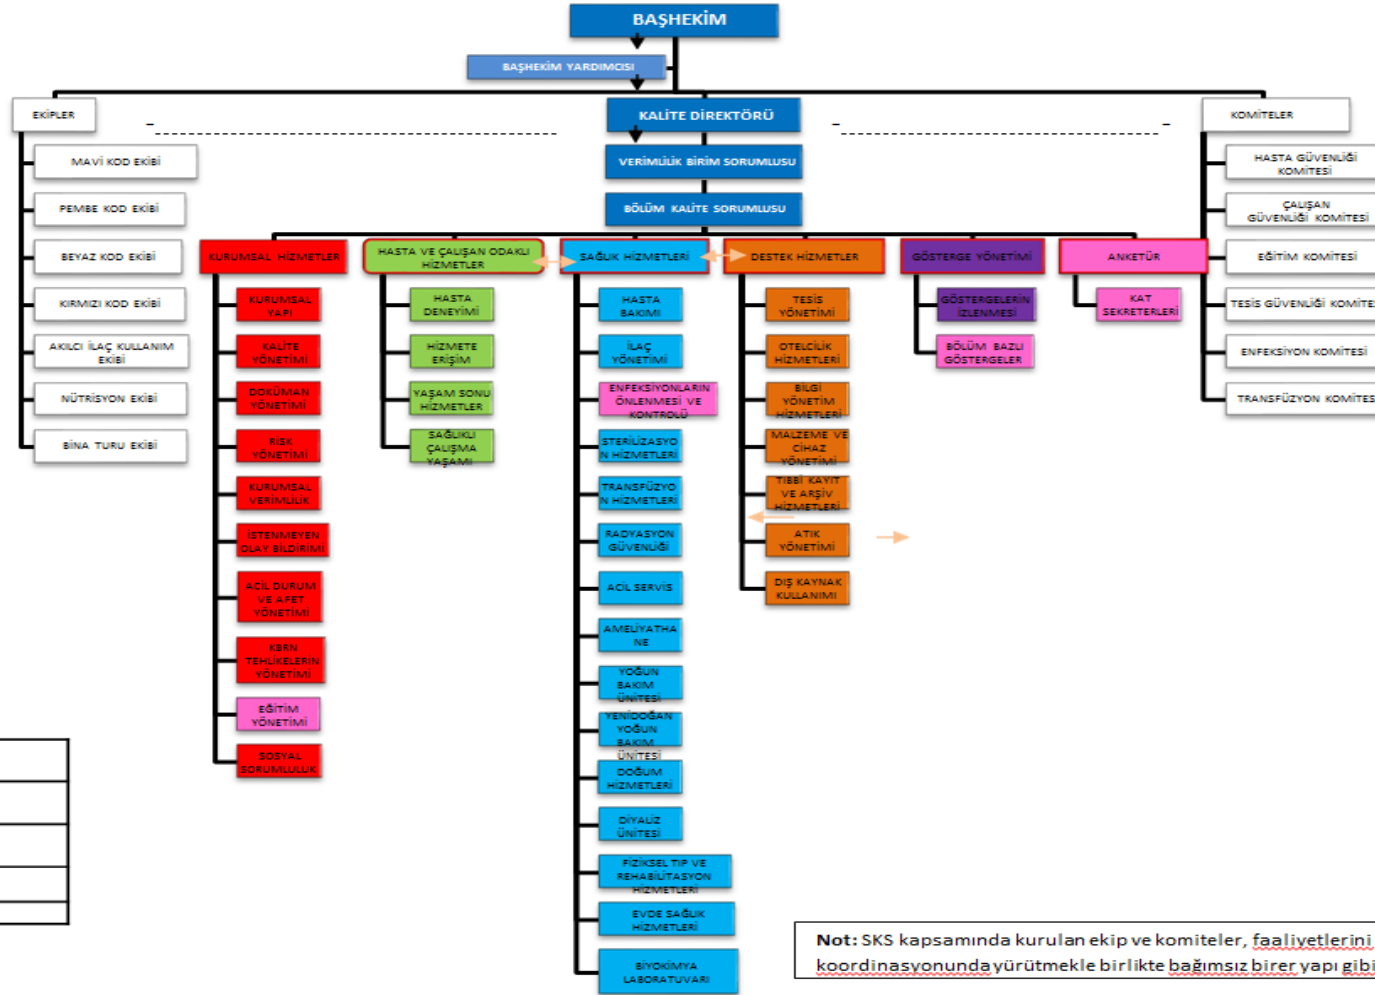 BAŞHEKİM
BAŞHEKİM YARDIMCISI
EKİPLER
KALİTE DİREKTÖRÜ
KOMİTELER
VERİMLİLİK BİRİM SORUMLUSU
BÖLÜM KALİTE SORUMLUSU
MAVİ KOD EKİBİ
PEMBE KOD EKİBİ
BEYAZ KOD EKİBİ
KIRMIZI KOD EKİBİ
AKILCI İLAÇ KULLANIM
EKİBİ
NÜTRİSYON EKİBİ
BİNA TURU EKİBİ
KURUMSAL HİZMETLER
KURUMSAL
YAPI
KALİTE
YÖNETİMİ
DOKÜMAN
YÖNETİMİ
RİSK
YÖNETİMİ
KURUMSAL
VERİMLİLİK
İSTENMEYEN
OLAY BİLDİRİMİ
ACİL DURUM
VE AFET
YÖNETİMİ
KBRN
TEHLİKELERİN
YÖNETİMİ
EĞİTİM
YÖNETİMİ
SOSYAL
SORUMLULUK
HASTA VE ÇALIŞAN ODAKLI
HİZMETLER
HASTA
DENEYİMİ
HİZMETE
ERİŞİM
YAŞAM SONU
HİZMETLER
SAĞLIKLI
ÇALIŞMA
YAŞAMI
SAĞLIK HİZMETLERİ
HASTA
BAKIMI
İLAÇ
YÖNETİMİ
ENFEKSİYONLARIN
ÖNLENMESİ VE
KONTROLÜ
STERİLİZASYO
N HİZMETLERİ
TRANSFÜZYO
N HİZMETLERİ
RADYASYON
GÜVENLİĞİ
ACİL SERVİS
AMELİYATHA
NE
YOĞUN
BAKIM
ÜNİTESİ
YENİDOĞAN
YOĞUN
BAKIM
ÜNİTESİ
DOĞUM
HİZMETLERİ
DİYALİZ
ÜNİTESİ
FİZİKSEL TIP VE
REHABİLİTASYON
HİZMETLERİ
EVDE SAĞLIK
HİZMETLERİ
BİYOKİMYA
LABORATUVARI
DESTEK HİZMETLER
TESİS
YÖNETİMİ
OTELCİLİK
HİZMETLERİ
BİLGİ
YÖNETİM
HİZMETLERİ
MALZEME VE
CİHAZ
YÖNETİMİ
TIBBİ KAYIT
VE ARŞİV
HİZMETLERİ
ATIK
YÖNETİMİ
DIŞ KAYNAK
KULLANIMI
GÖSTERGE YÖNETİMİ
GÖSTERGELERİN
İZLENMESİ
BÖLÜM BAZLI
GÖSTERGELER
ANKETÜR
KAT
SEKRETERLERİ
HASTA GÜVENLİĞİ
KOMİTESİ
ÇALIŞAN
GÜVENLİĞİ KOMİTESİ
EĞİTİM KOMİTESİ
TESİS GÜVENLİĞİ KOMİTES
ENFEKSİYON KOMİTESİ
TRANSFÜZYON KOMİTES
Not: SKS kapsamında kurulan ekip ve komiteler, faaliyetlerini
koordinasyonunda yürütmekle birlikte bağımsız birer yapı gibi